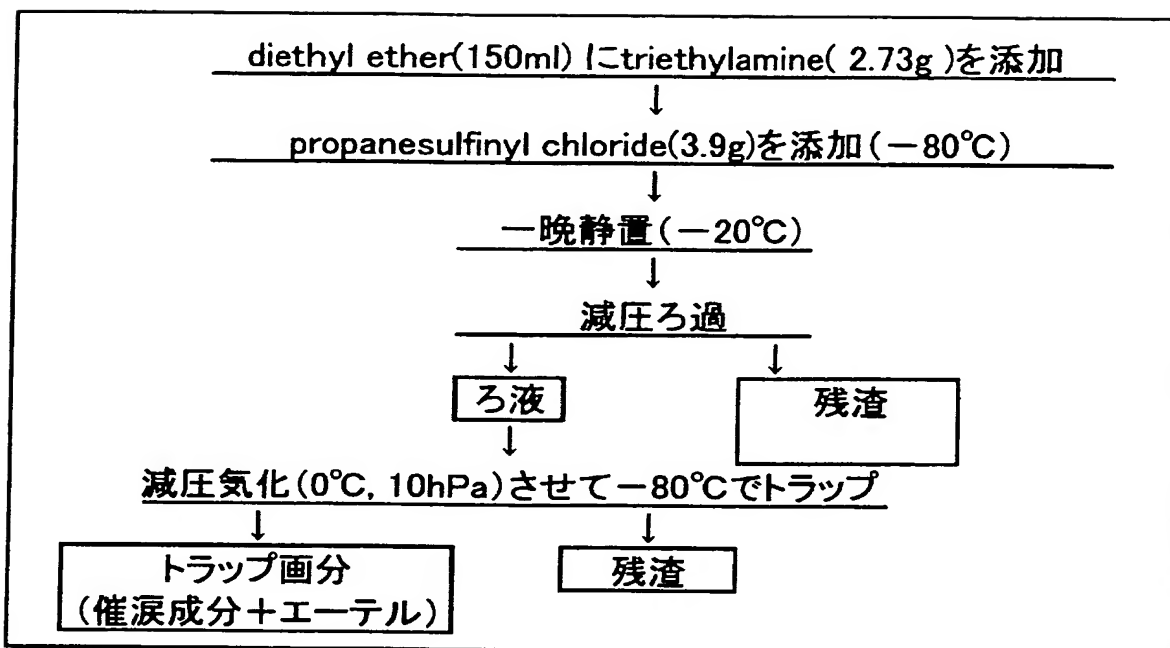 diethyl ether(150ml) にtriethylamine( 2.73g )を添加
↓
propanesulfinyl chloride(3.9g)を添加(－80℃)
↓
一晩静置(－20℃)
↓
減圧ろ過
↓ ↓
ろ液 残渣
↓
減圧気化(0℃, 10hPa)させて－80℃でトラップ
↓ ↓
トラップ画分 残渣
(催涙成分＋エーテル)